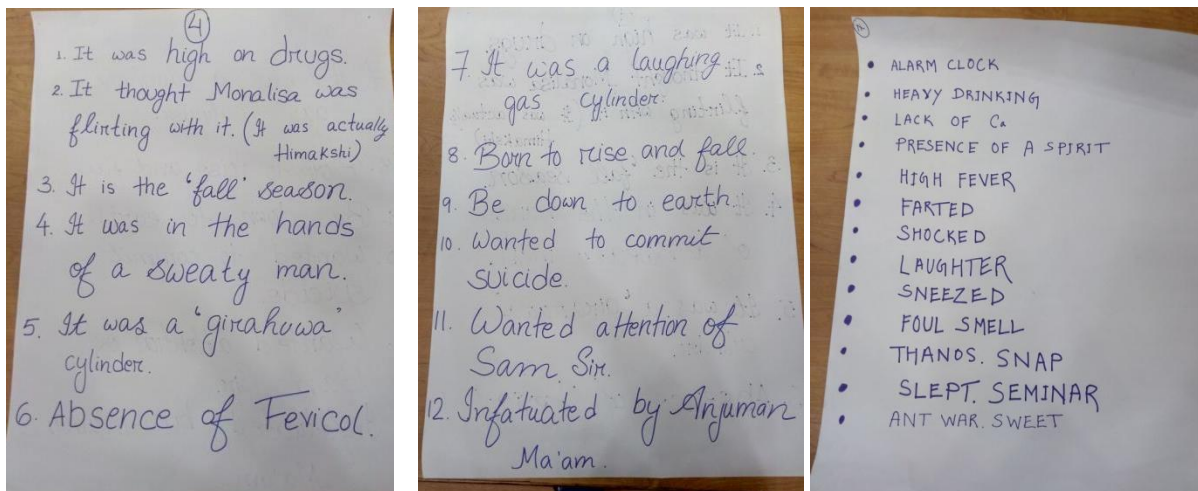 4
1. It was high on drugs.
2. It thought Monalisa was
flirting with it. (It was actually
Himakshi)
3. It is the 'fall' season.
4. It was in the hands
of a sweaty man.
5. It was a 'girahuwa'
cylinder.
6. Absence of Fevicol.
7. It was a laughing
gas cylinder.
8. Born to rise and fall.
9. Be down to earth
10. Wanted to commit
suicide.
11. Wanted attention of
Sam Sir.
12. Infatuated by Anjuman
Ma'am.
• ALARM CLOCK
• HEAVY DRINKING
• LACK OF Ca
• PRESENCE OF A SPIRIT
• HIGH FEVER
• FARTED
• SHOCKED
• LAUGHTER
• SNEEZED
• FOUL SMELL
• THANOS. SNAP
• SLEPT. SEMINAR
• ANT WAR. SWEET